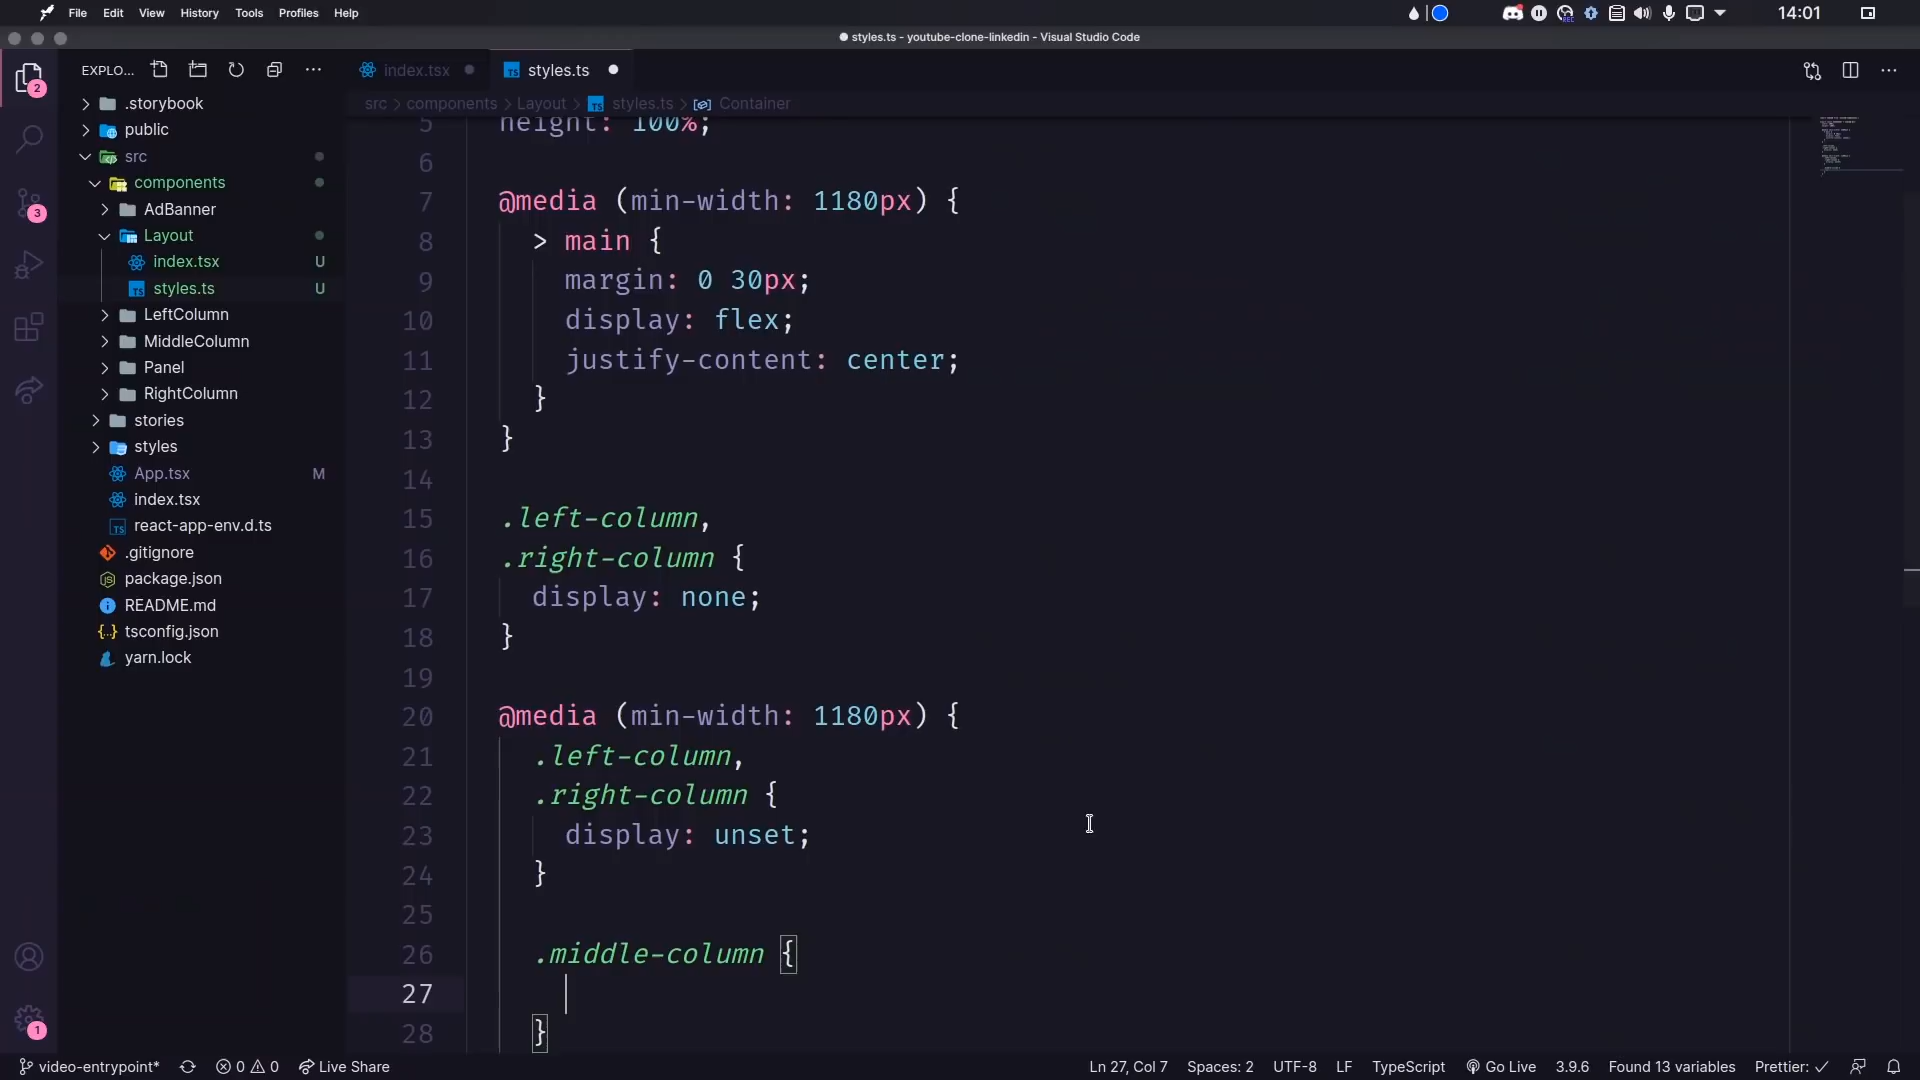 File Edit View History Tools Profiles Help 14:01
styles.ts - youtube-clone-linkedin - Visual Studio Code
EXPLO...
index.tsx
styles.ts
src > components > Layout > styles.ts > Container
2
3
1
.storybook
public
src
components
AdBanner
Layout
index.tsx U
styles.ts U
LeftColumn
MiddleColumn
Panel
RightColumn
stories
styles
App.tsx M
index.tsx
react-app-env.d.ts
.gitignore
package.json
README.md
tsconfig.json
yarn.lock
5 height: 100%;
6
7 @media (min-width: 1180px) {
8 > main {
9 margin: 0 30px;
10 display: flex;
11 justify-content: center;
12 }
13 }
14
15 .left-column,
16 .right-column {
17 display: none;
18 }
19
20 @media (min-width: 1180px) {
21 .left-column,
22 .right-column {
23 display: unset;
24 }
25
26 .middle-column {
27
28 }
video-entrypoint* 0 0 Live Share Ln 27, Col 7 Spaces: 2 UTF-8 LF TypeScript Go Live 3.9.6 Found 13 variables Prettier: ✓